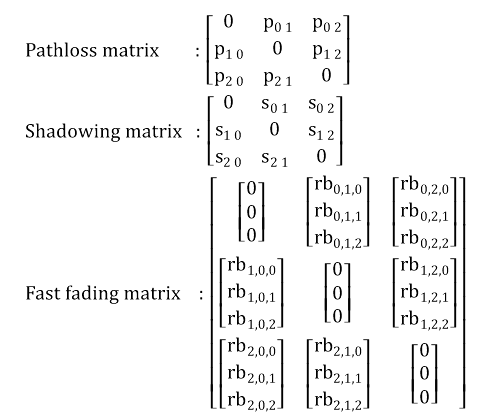 0 p0 1 p0 2
Pathloss matrix : p1 0 0 p1 2
p2 0 p2 1 0
0 s0 1 s0 2
Shadowing matrix : s1 0 0 s1 2
s2 0 s2 1 0
0 rb0,1,0 rb0,2,0
0 rb0,1,1 rb0,2,1
0 rb0,1,2 rb0,2,2
rb1,0,0 0 rb1,2,0
Fast fading matrix : rb1,0,1 0 rb1,2,1
rb1,0,2 0 rb1,2,2
rb2,0,0 rb2,1,0 0
rb2,0,1 rb2,1,1 0
rb2,0,2 rb2,1,2 0